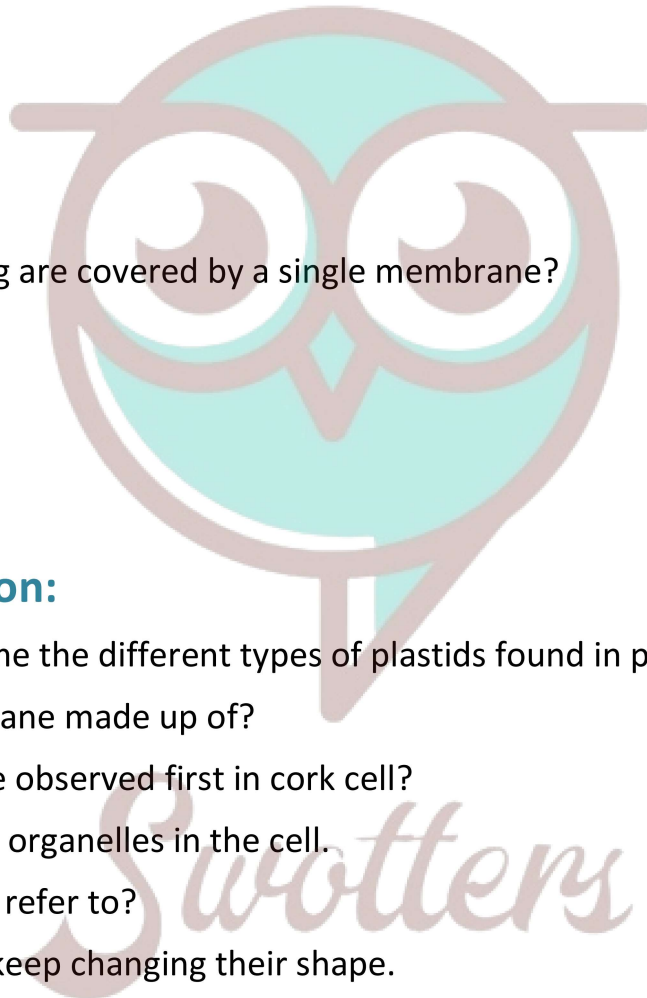 g are covered by a single membrane?
on:
ne the different types of plastids found in p
ane made up of?
e observed first in cork cell?
organelles in the cell.
refer to?
keep changing their shape.
Swotters